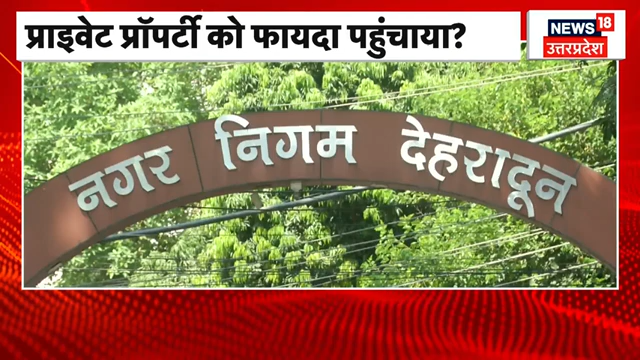 प्राइवेट प्रॉपर्टी को फायदा पहुंचाया?
NEWS 18
उत्तरप्रदेश
नगर निगम देहरादून